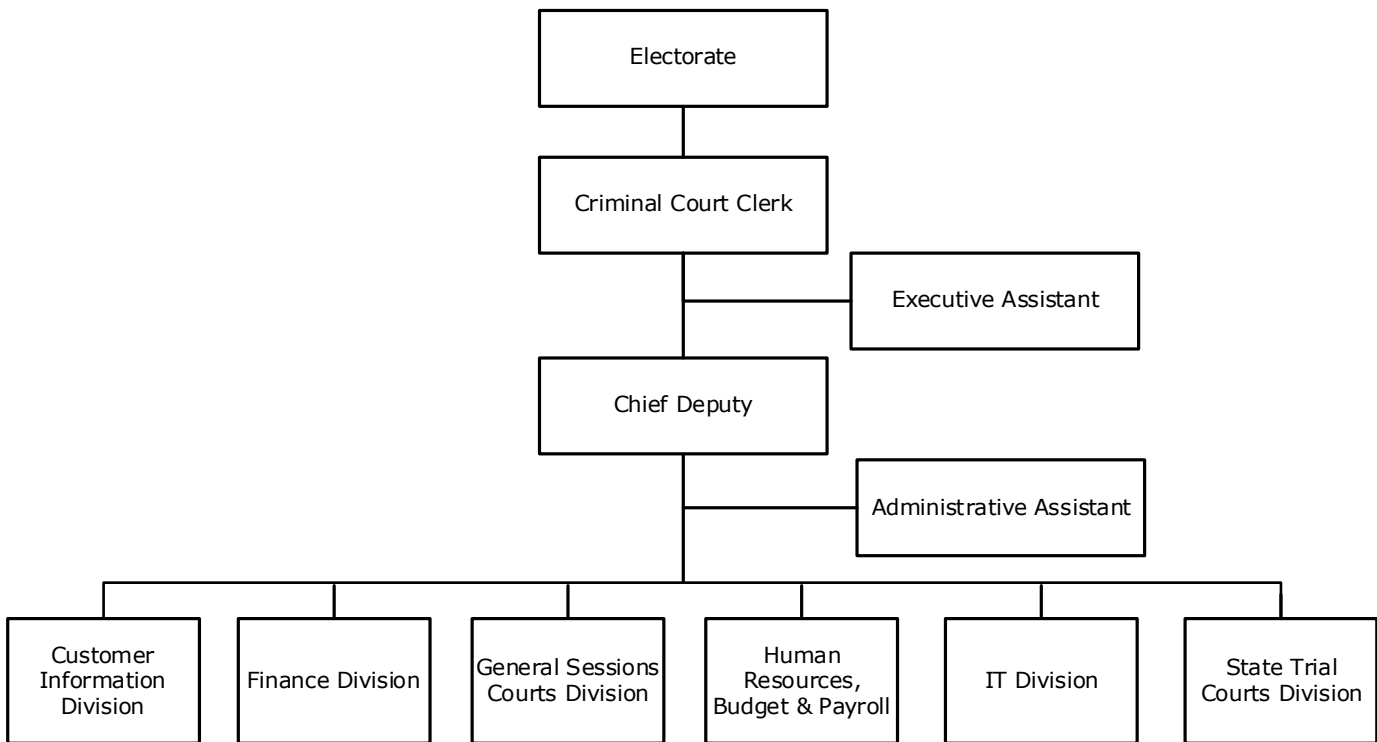 Electorate
Criminal Court Clerk
Executive Assistant
Chief Deputy
Administrative Assistant
Customer
Information
Division
Finance Division
General Sessions
Courts Division
Human
Resources,
Budget & Payroll
IT Division
State Trial
Courts Division